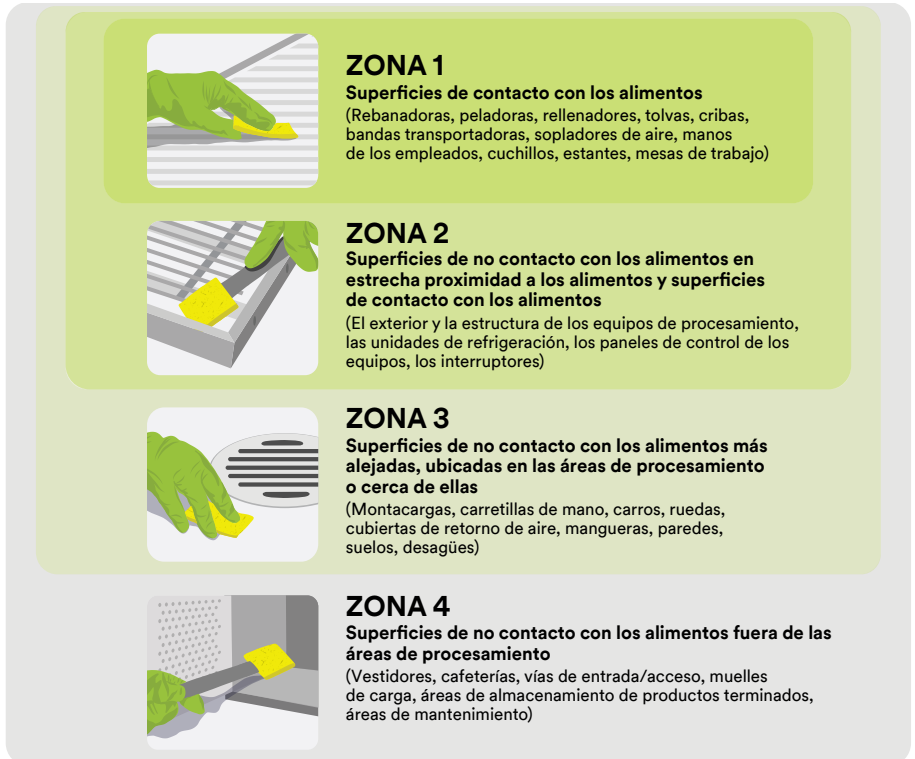 ZONA 1
Superficies de contacto con los alimentos
(Rebanadoras, peladoras, rellenadores, tolvas, cribas,
bandas transportadoras, sopladores de aire, manos
de los empleados, cuchillos, estantes, mesas de trabajo)
ZONA 2
Superficies de no contacto con los alimentos en
estrecha proximidad a los alimentos y superficies
de contacto con los alimentos
(El exterior y la estructura de los equipos de procesamiento,
las unidades de refrigeración, los paneles de control de los
equipos, los interruptores)
ZONA 3
Superficies de no contacto con los alimentos más
alejadas, ubicadas en las áreas de procesamiento
o cerca de ellas
(Montacargas, carretillas de mano, carros, ruedas,
cubiertas de retorno de aire, mangueras, paredes,
suelos, desagües)
ZONA 4
Superficies de no contacto con los alimentos fuera de las
áreas de procesamiento
(Vestidores, cafeterías, vías de entrada/acceso, muelles
de carga, áreas de almacenamiento de productos terminados,
áreas de mantenimiento)